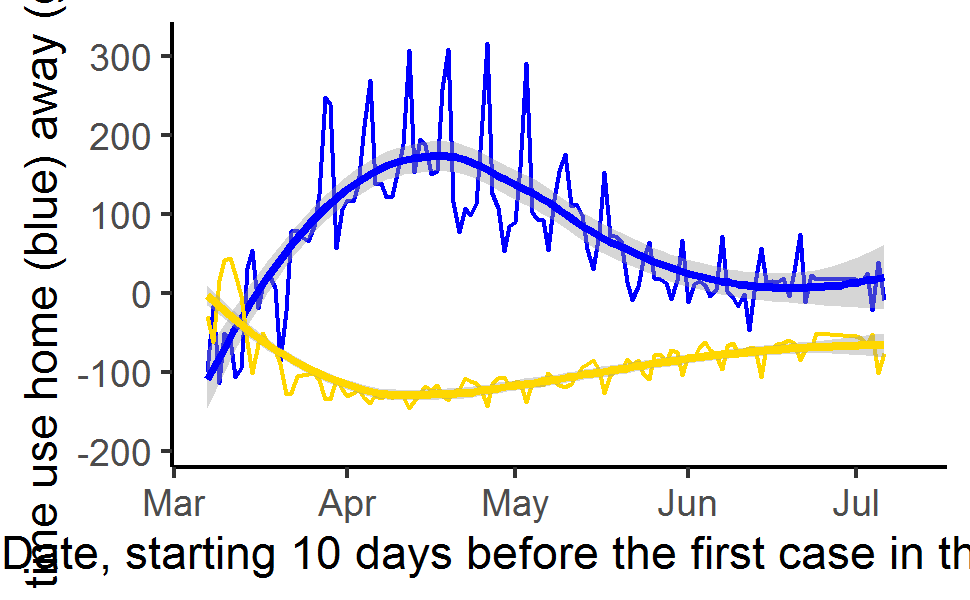 time use home (blue) away (
300
200
100
0
-100
-200
Mar Apr May Jun Jul
Date, starting 10 days before the first case in th